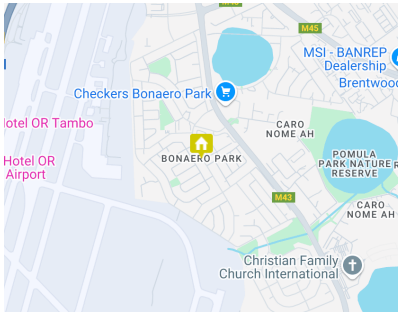 M45
MSI - BANREP
Dealership
Brentwoo
Checkers Bonaero Park
Hotel OR Tambo
CARO
NOME AH
BONAERO PARK
Hotel OR
Airport
POMULA
PARK NATURE
RESERVE
M43
CARO
NOME AH
Christian Family
Church International